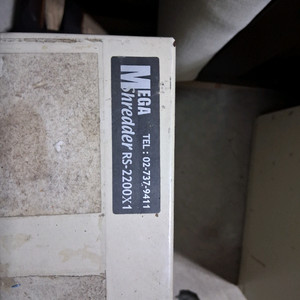 MEGA
Shredder RS-2200X1
TEL : 02-737-9411